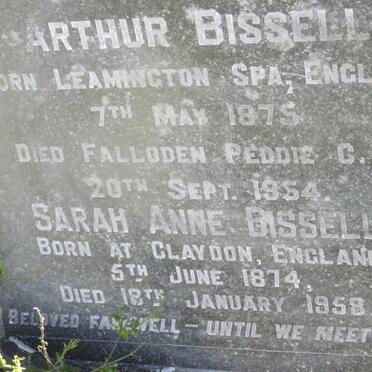 ARTHUR BISSELL
ORN LEAMINGTON SPA, ENGL
7TH MAY 1875
DIED FALLODEN PEDDIE C.
20TH SEPT. 1954.
SARAH ANNE BISSELL
BORN AT CLAYDON, ENGLAN
5TH JUNE 1874,
DIED 18TH JANUARY 1958
BELOVED FAREWELL – UNTIL WE MEET